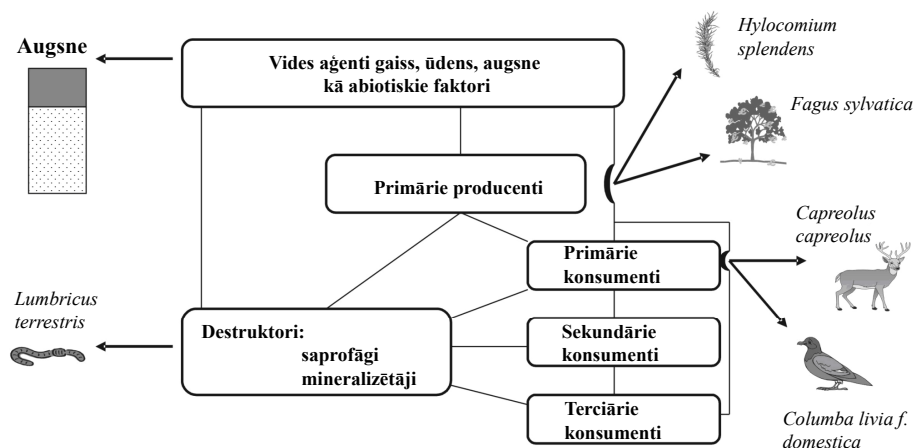 Augsne
Vides aģenti gaiss, ūdens, augsne
kā abiotiskie faktori
Hylocomium
splendens
Fagus sylvatica
Primārie producenti
Capreolus
capreolus
Primārie
konsumenti
Lumbricus
terrestris
Destruktori:
saprofāgi
mineralizētāji
Sekundārie
konsumenti
Terciārie
konsumenti
Columba livia f.
domestica